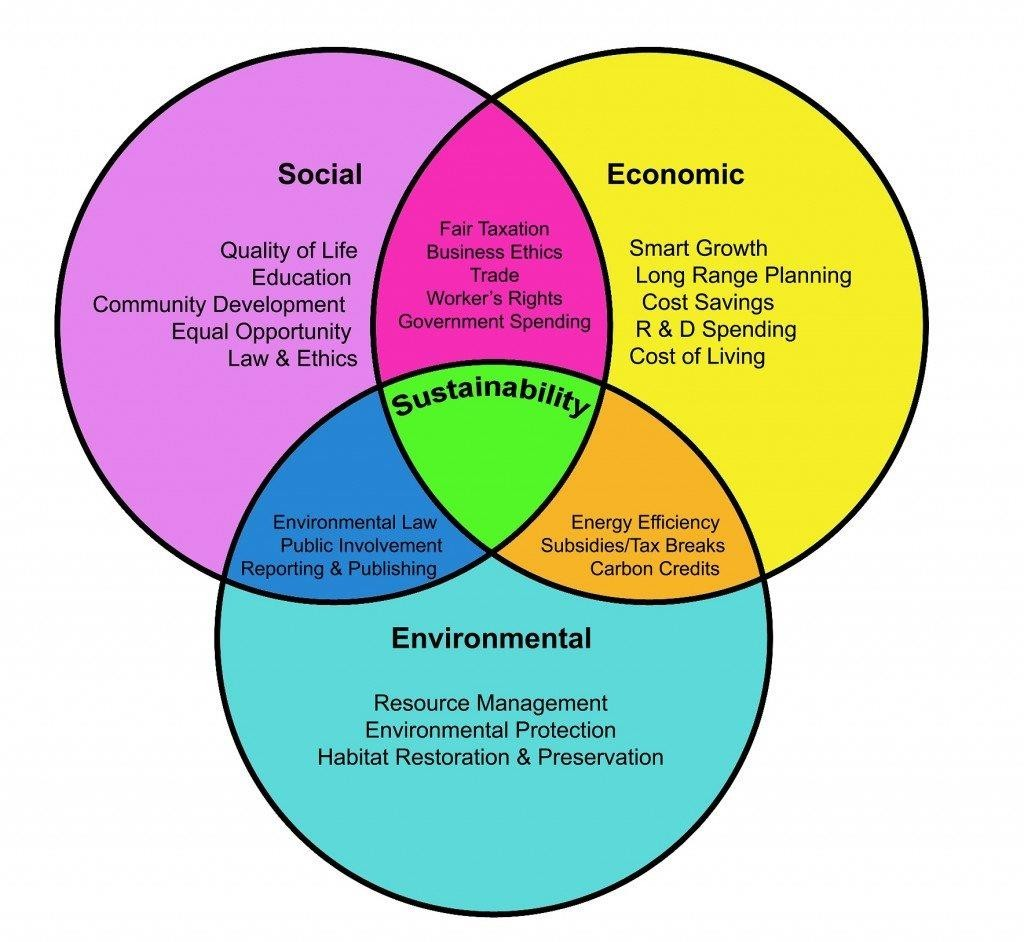 Social
Quality of Life
Education
Community Development
Equal Opportunity
Law & Ethics
Fair Taxation
Business Ethics
Trade
Worker's Rights
Government Spending
Economic
Smart Growth
Long Range Planning
Cost Savings
R & D Spending
Cost of Living
Sustainability
Environmental Law
Public Involvement
Reporting & Publishing
Energy Efficiency
Subsidies/Tax Breaks
Carbon Credits
Environmental
Resource Management
Environmental Protection
Habitat Restoration & Preservation